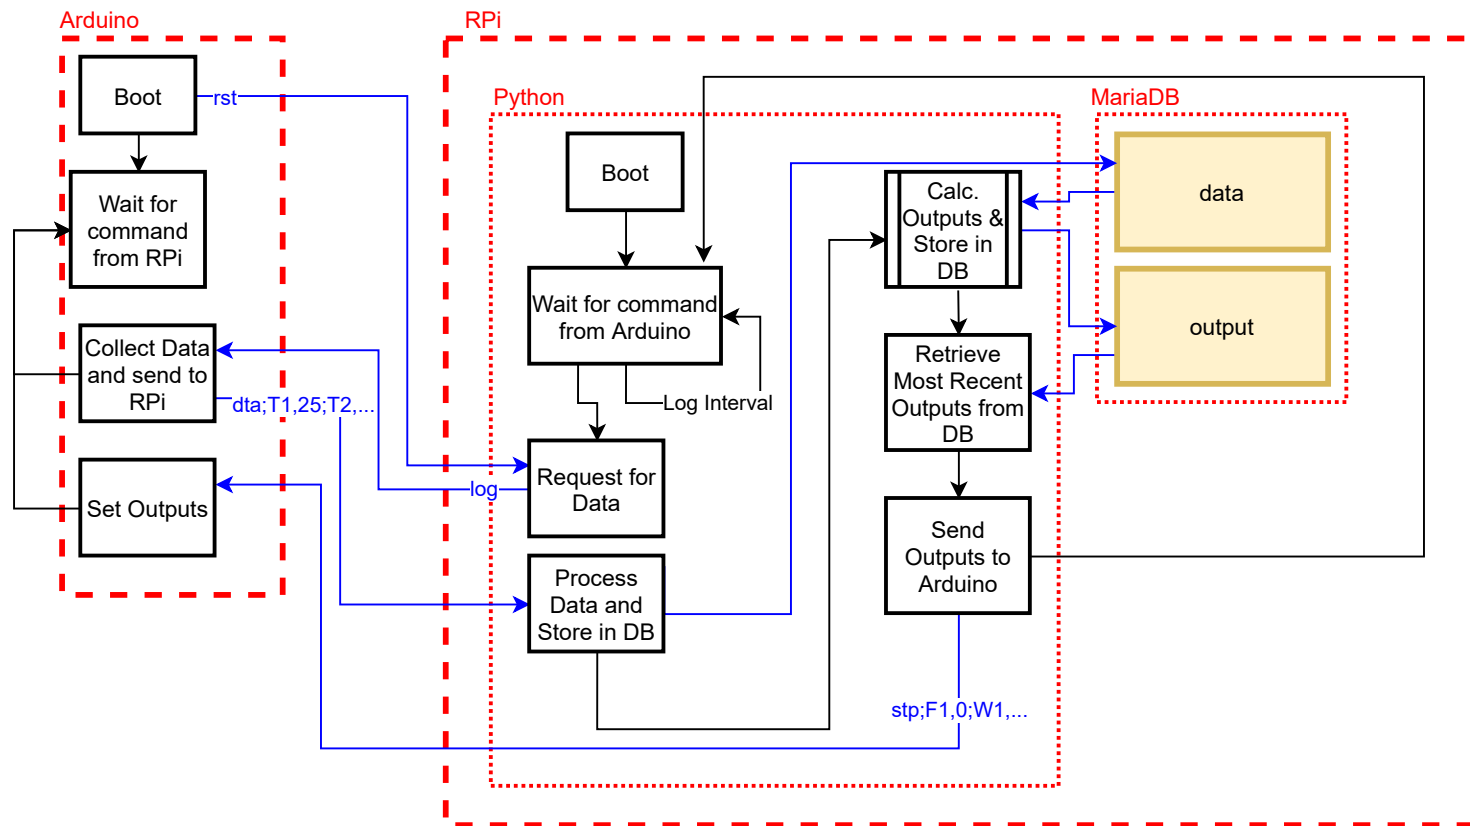 Arduino
RPi
Boot
rst
Wait for
command
from RPi
Collect Data
and send to
RPi
dta;T1,25;T2,...
Set Outputs
Python
Boot
Wait for command
from Arduino
Log Interval
Request for
Data
log
Process
Data and
Store in DB
Calc.
Outputs &
Store in
DB
Retrieve
Most Recent
Outputs from
DB
Send
Outputs to
Arduino
stp;F1,0;W1,...
MariaDB
data
output